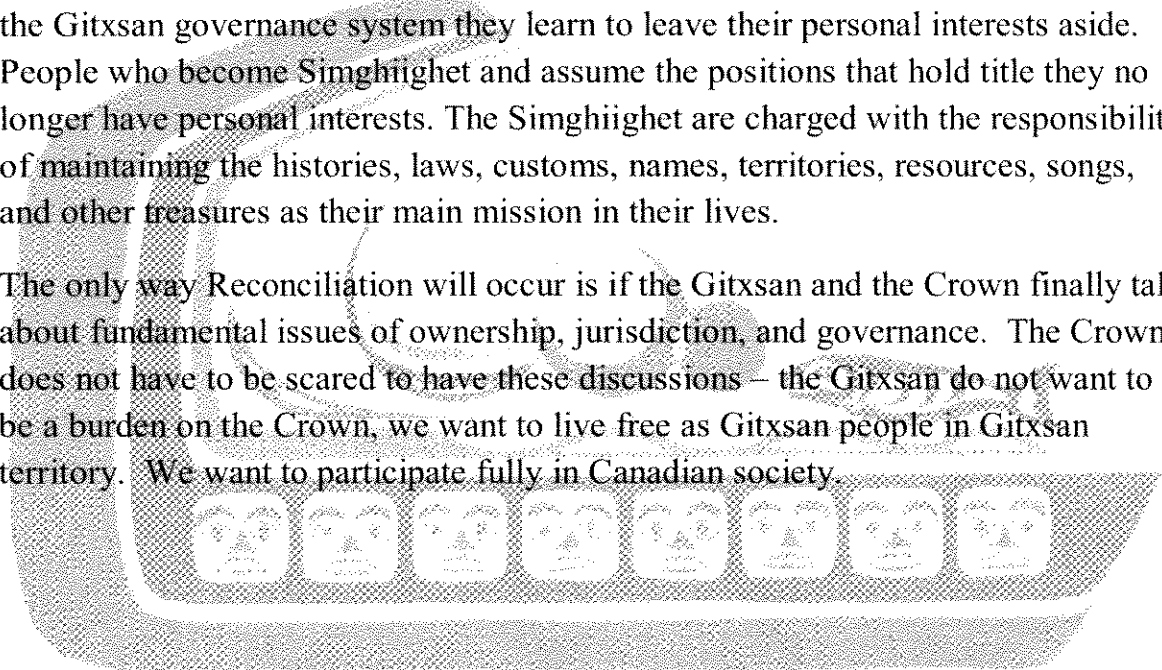 the Gitxsan governance system they learn to leave their personal interests aside.
People who become Simghiighet and assume the positions that hold title they no
longer have personal interests. The Simghiighet are charged with the responsibilit
of maintaining the histories, laws, customs, names, territories, resources, songs,
and other treasures as their main mission in their lives.
The only way Reconciliation will occur is if the Gitxsan and the Crown finally tal
about fundamental issues of ownership, jurisdiction, and governance. The Crown
does not have to be scared to have these discussions – the Gitxsan do not want to
be a burden on the Crown, we want to live free as Gitxsan people in Gitxsan
territory. We want to participate fully in Canadian society.